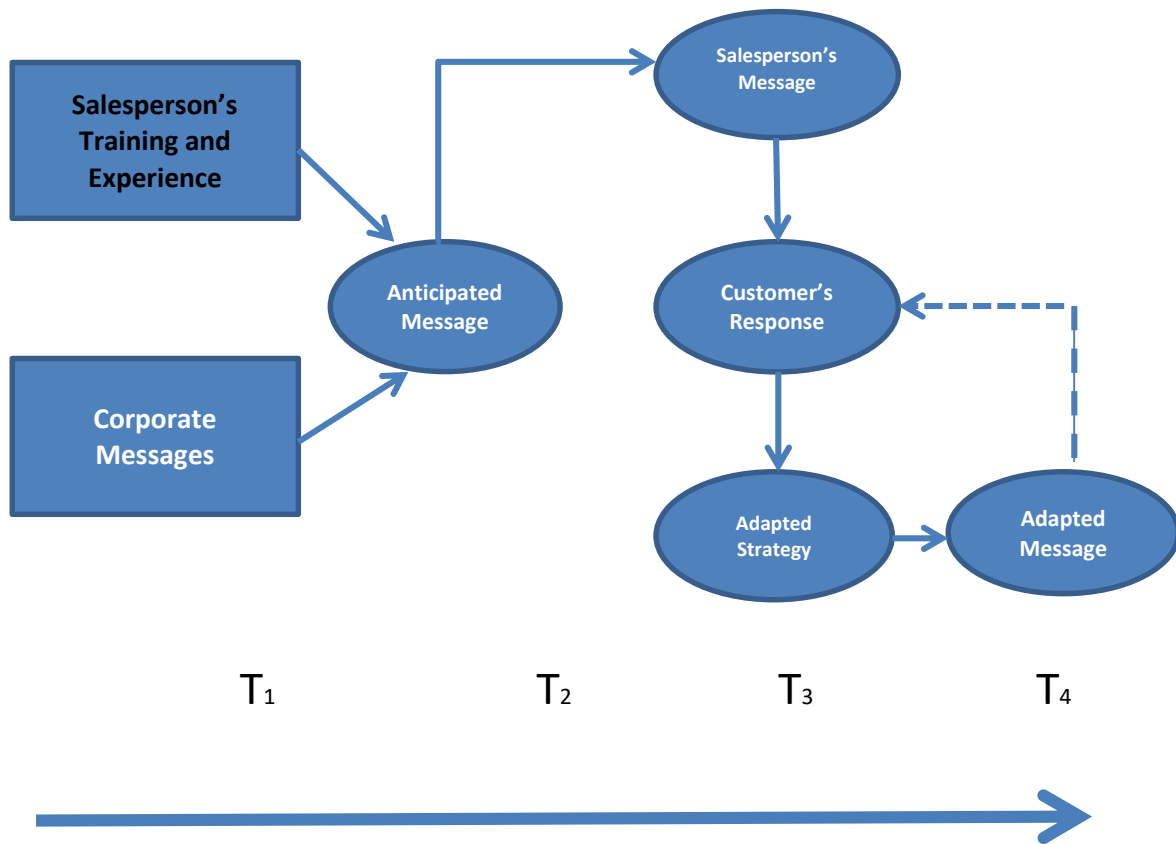 Salesperson's
Training and
Experience
Corporate
Messages
Anticipated
Message
Salesperson's
Message
Customer's
Response
Adapted
Strategy
Adapted
Message
T1
T2
T3
T4